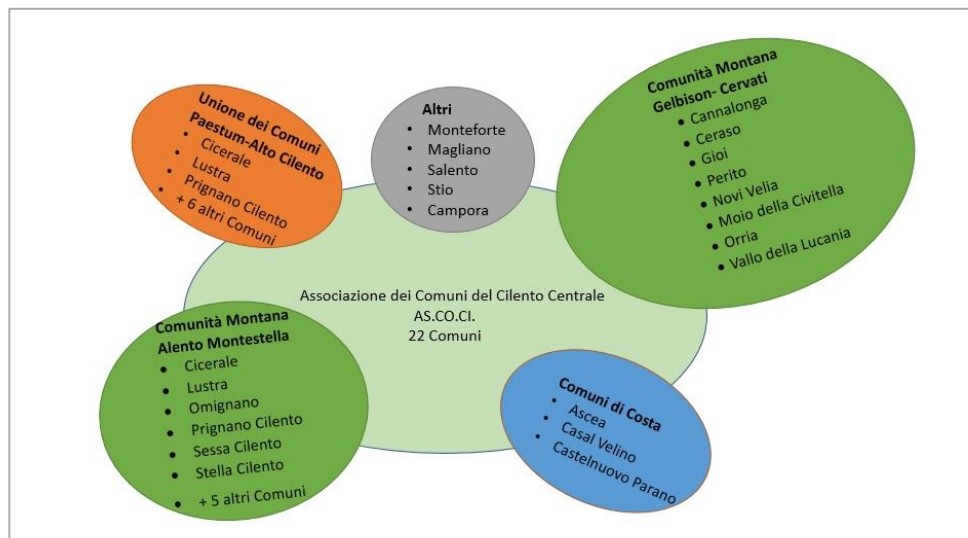 Unione dei Comuni
Paestum-Alto Cilento
• Cicerale
• Lustra
• Prignano Cilento
• + 6 altri Comuni
Altri
• Monteforte
• Magliano
• Salento
• Stio
• Campora
Comunità Montana
Gelbison- Cervati
• Cannalonga
• Ceraso
• Gioi
• Perito
• Novi Velia
• Moio della Civitella
• Orria
• Vallo della Lucania
Associazione dei Comuni del Cilento Centrale
AS.CO.CI.
22 Comuni
Comunità Montana
Alento Montestella
• Cicerale
• Lustra
• Omignano
• Prignano Cilento
• Sessa Cilento
• Stella Cilento
• + 5 altri Comuni
Comuni di Costa
• Ascea
• Casal Velino
• Castelnuovo Parano